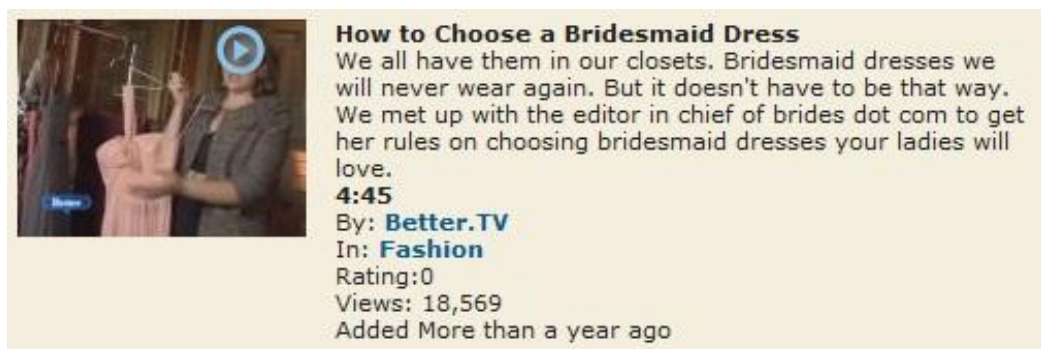 How to Choose a Bridesmaid Dress
We all have them in our closets. Bridesmaid dresses we
will never wear again. But it doesn't have to be that way.
We met up with the editor in chief of brides dot com to get
her rules on choosing bridesmaid dresses your ladies will
love.
4:45
By: Better.TV
In: Fashion
Rating:0
Views: 18,569
Added More than a year ago